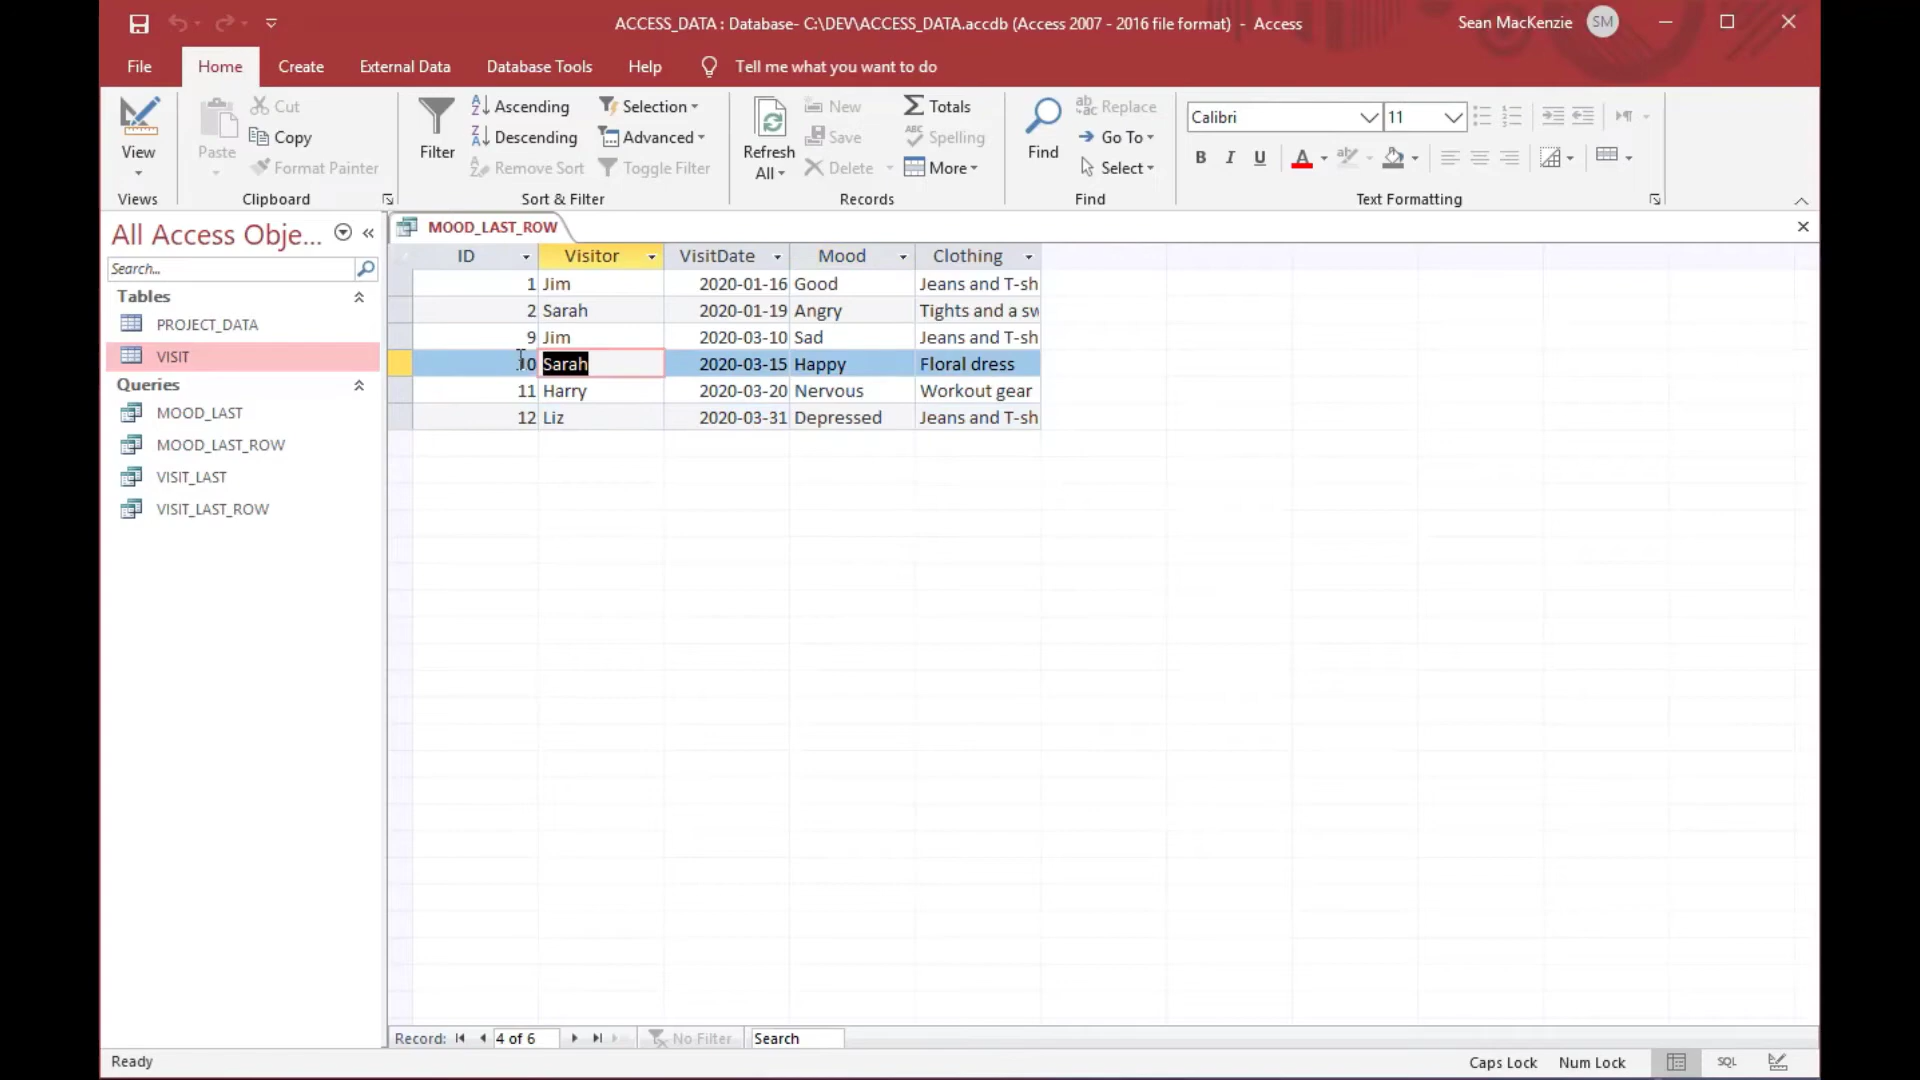 ACCESS_DATA : Database- C:\DEV\ACCESS_DATA.accdb (Access 2007 - 2016 file format) - Access
Sean MacKenzie SM
File Home Create External Data Database Tools Help Tell me what you want to do
View
Views
Paste
Cut
Copy
Format Painter
Clipboard
Filter
Ascending
Descending
Remove Sort
Selection
Advanced
Toggle Filter
Sort & Filter
Refresh
All
New
Save
Delete
Totals
Spelling
More
Records
Find
Replace
Go To
Select
Find
Calibri 11
B I U A
Text Formatting
All Access Obje...
Search...
Tables
PROJECT_DATA
VISIT
Queries
MOOD_LAST
MOOD_LAST_ROW
VISIT_LAST
VISIT_LAST_ROW
MOOD_LAST_ROW
ID Visitor VisitDate Mood Clothing
1 Jim 2020-01-16 Good Jeans and T-sh
2 Sarah 2020-01-19 Angry Tights and a sw
9 Jim 2020-03-10 Sad Jeans and T-sh
10 Sarah 2020-03-15 Happy Floral dress
11 Harry 2020-03-20 Nervous Workout gear
12 Liz 2020-03-31 Depressed Jeans and T-sh
Record: 4 of 6 No Filter Search
Ready Caps Lock Num Lock SQL